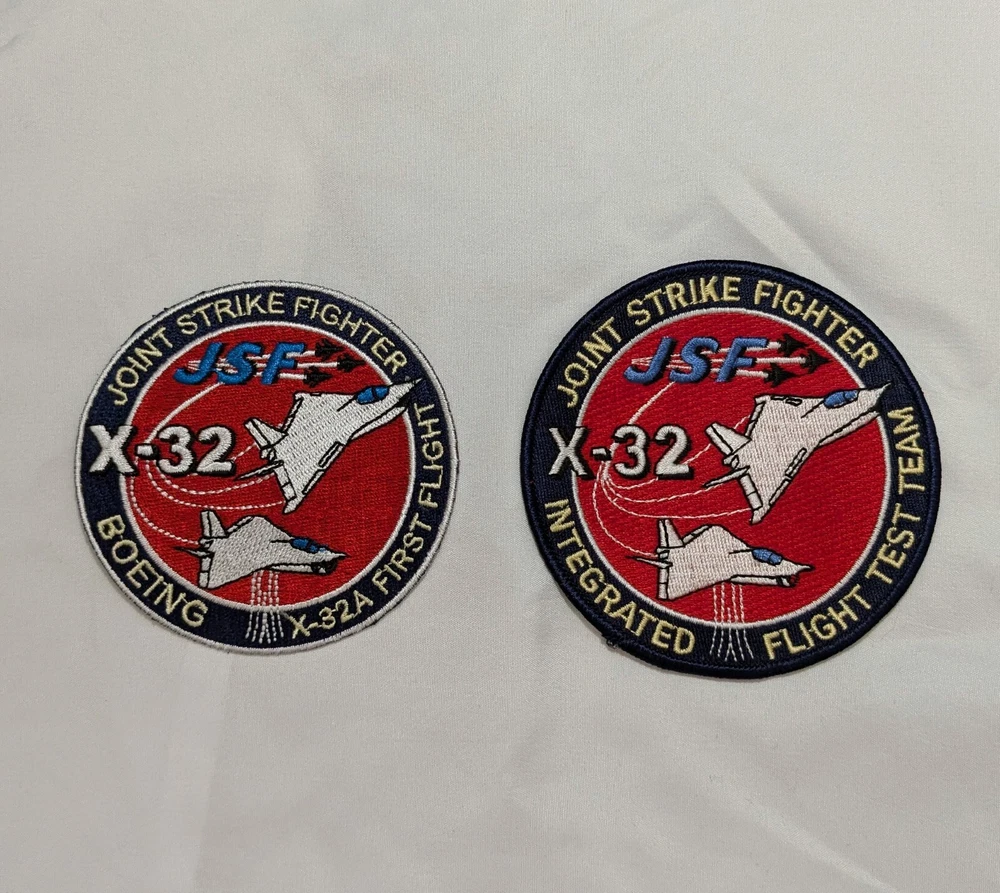 JOINT STRIKE FIGHTER
JSF
X-32
BOEING
X-32A FIRST FLIGHT
JOINT STRIKE FIGHTER
JSF
X-32
INTEGRATED FLIGHT TEST TEAM